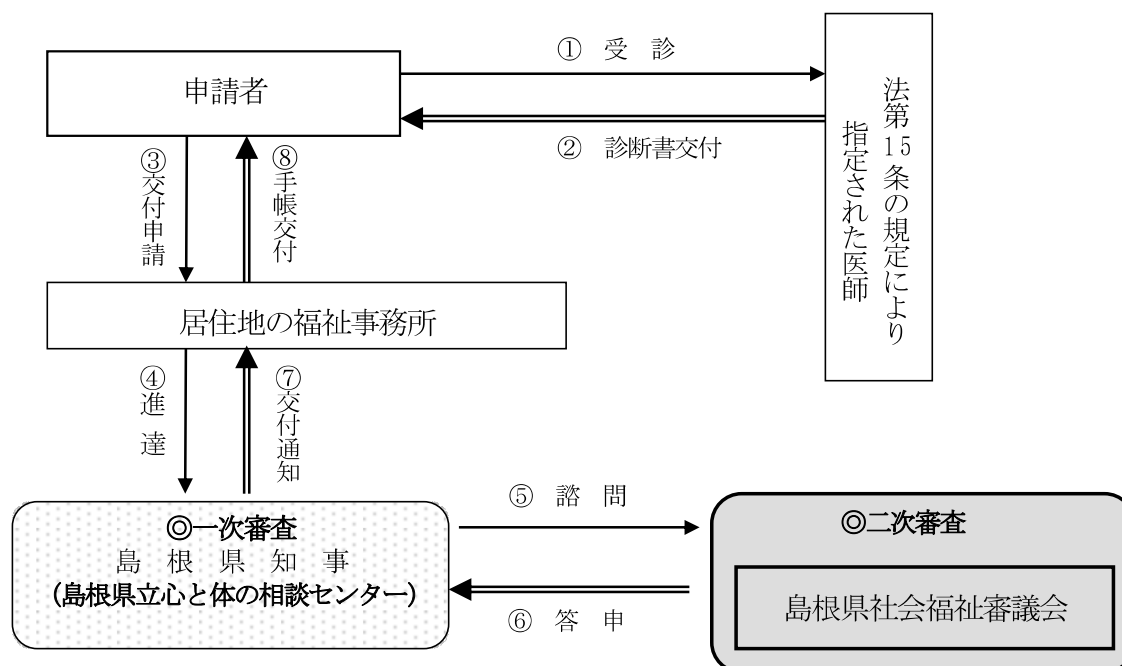 ① 受 診
申請者
② 診断書交付
法第15条の規定により
指定された医師
③交付申請
⑧手帳交付
居住地の福祉事務所
④進 達
⑦交付通知
◎一次審査
島 根 県 知 事
(島根県立心と体の相談センター)
⑤ 諮 問
⑥ 答 申
◎二次審査
島根県社会福祉審議会